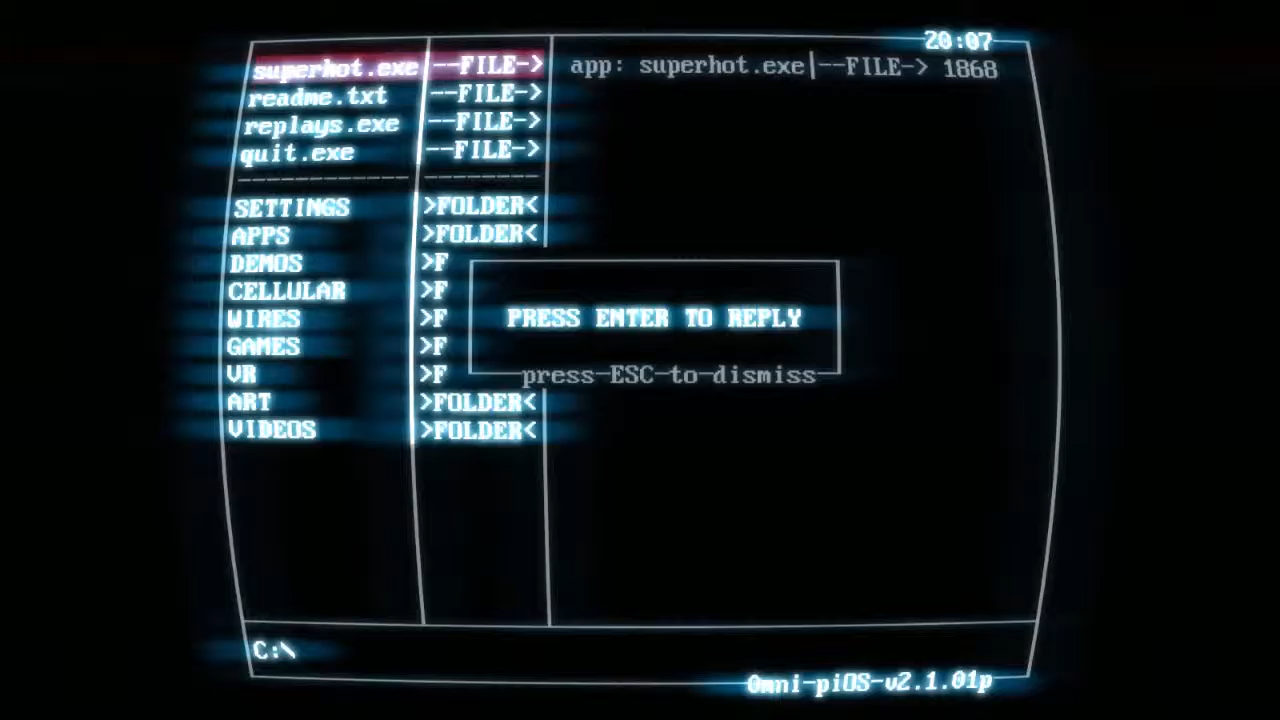 20:07
superhot.exe --FILE-> app: superhot.exe|--FILE-> 1868
readme.txt --FILE->
replays.exe --FILE->
quit.exe --FILE->
------------ --------
SETTINGS >FOLDER<
APPS >FOLDER<
DEMOS >F
CELLULAR >F
WIRES >F
PRESS ENTER TO REPLY
GAMES >F
VR >F
press-ESC-to-dismiss
ART >FOLDER<
VIDEOS >FOLDER<
C:\
Omni-piOS-v2.1.01p